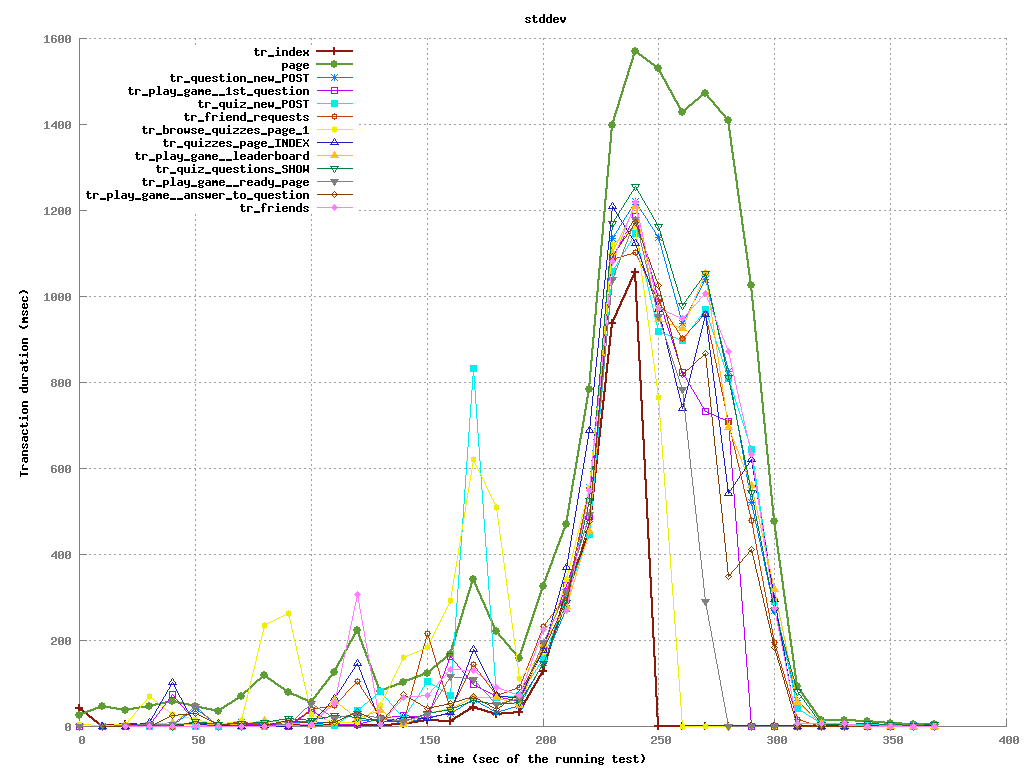 stddev
1600
1400
1200
1000
800
600
400
200
0
Transaction duration (msec)
tr_index
page
tr_question_new_POST
tr_play_game__1st_question
tr_quiz_new_POST
tr_friend_requests
tr_browse_quizzes_page_1
tr_quizzes_page_INDEX
tr_play_game__leaderboard
tr_quiz_questions_SHOW
tr_play_game__ready_page
tr_play_game__answer_to_question
tr_friends
0 50 100 150 200 250 300 350 400
time (sec of the running test)